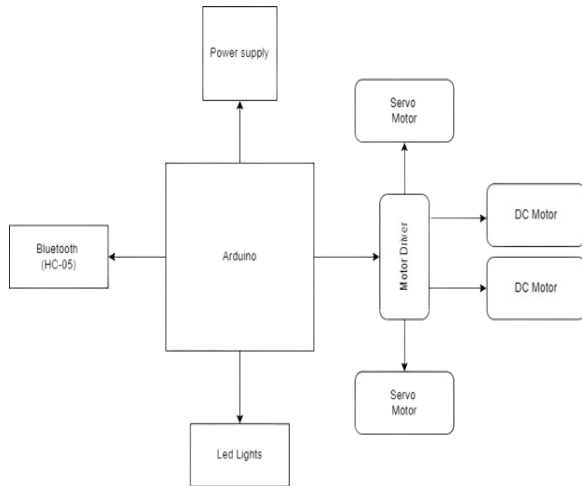 Power supply
Servo
Motor
DC Motor
Bluetooth
(HC-05)
Arduino
Motor Driver
DC Motor
Servo
Motor
Led Lights